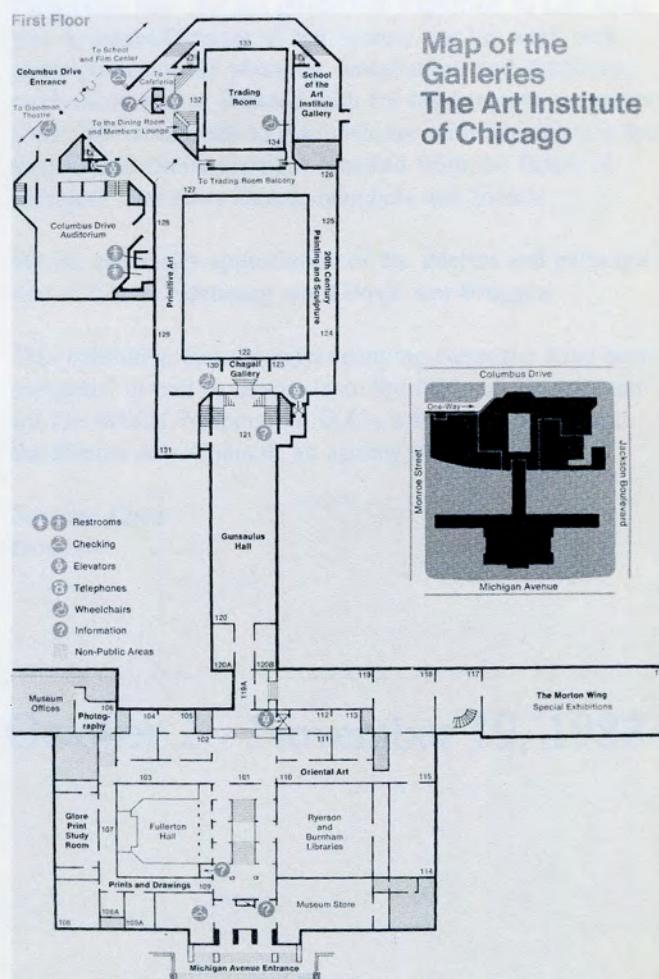 First Floor
Map of the
Galleries
The Art Institute
of Chicago
To School
and Film Center
Columbus Drive
Entrance
To Goodman
Theatre
To
Cafeteria
To the Dining Room
and Members' Lounge
133
Trading
Room
132
134
School of the
Art Institute
Gallery
126
To Trading Room Balcony
127
Columbus Drive
Auditorium
128
125
Primitive Art
20th Century
Painting and Sculpture
129
124
122
130
Chagall
Gallery
123
121
131
Columbus Drive
One-Way
Monroe Street
Jackson Boulevard
Michigan Avenue
Gunsaulus
Hall
Restrooms
Checking
Elevators
Telephones
Wheelchairs
Information
Non-Public Areas
120
120A
120B
119A
119
118
117
The Morton Wing
Special Exhibitions
Museum
Offices
106
Photog-
raphy
104
105
102
112
113
111
Oriental Art
103
101
110
115
Glore
Print
Study
Room
107
Fullerton
Hall
Ryerson
and
Burnham
Libraries
114
Prints and Drawings
109
Museum Store
108
Michigan Avenue Entrance